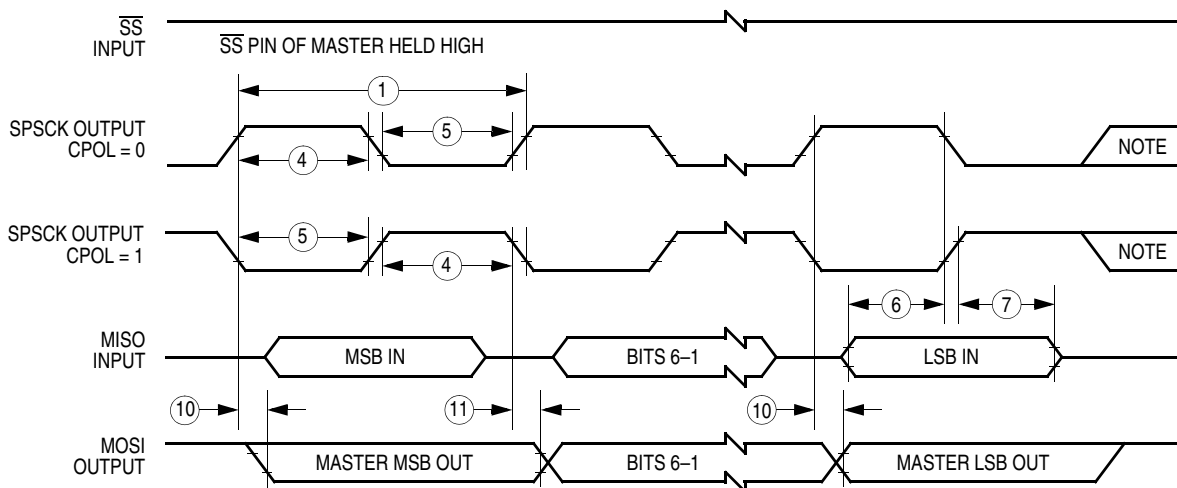 SS
INPUT
SS PIN OF MASTER HELD HIGH
1
SPSCK OUTPUT
CPOL = 0
5
4
NOTE
SPSCK OUTPUT
CPOL = 1
5
4
NOTE
6
7
MISO
INPUT
MSB IN
BITS 6–1
LSB IN
10
11
10
MOSI
OUTPUT
MASTER MSB OUT
BITS 6–1
MASTER LSB OUT